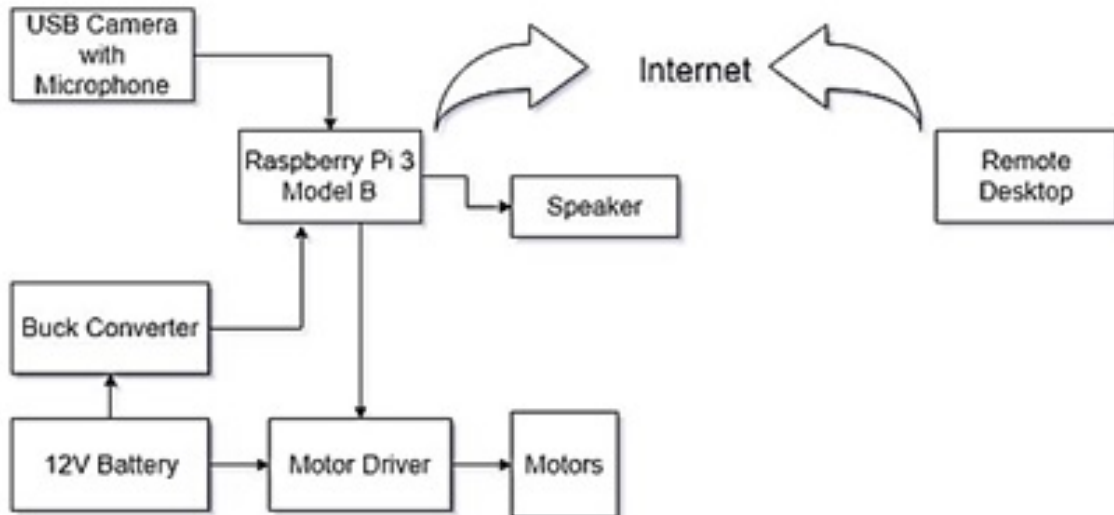 USB Camera
with
Microphone
Internet
Raspberry Pi 3
Model B
Remote
Desktop
Speaker
Buck Converter
12V Battery
Motor Driver
Motors